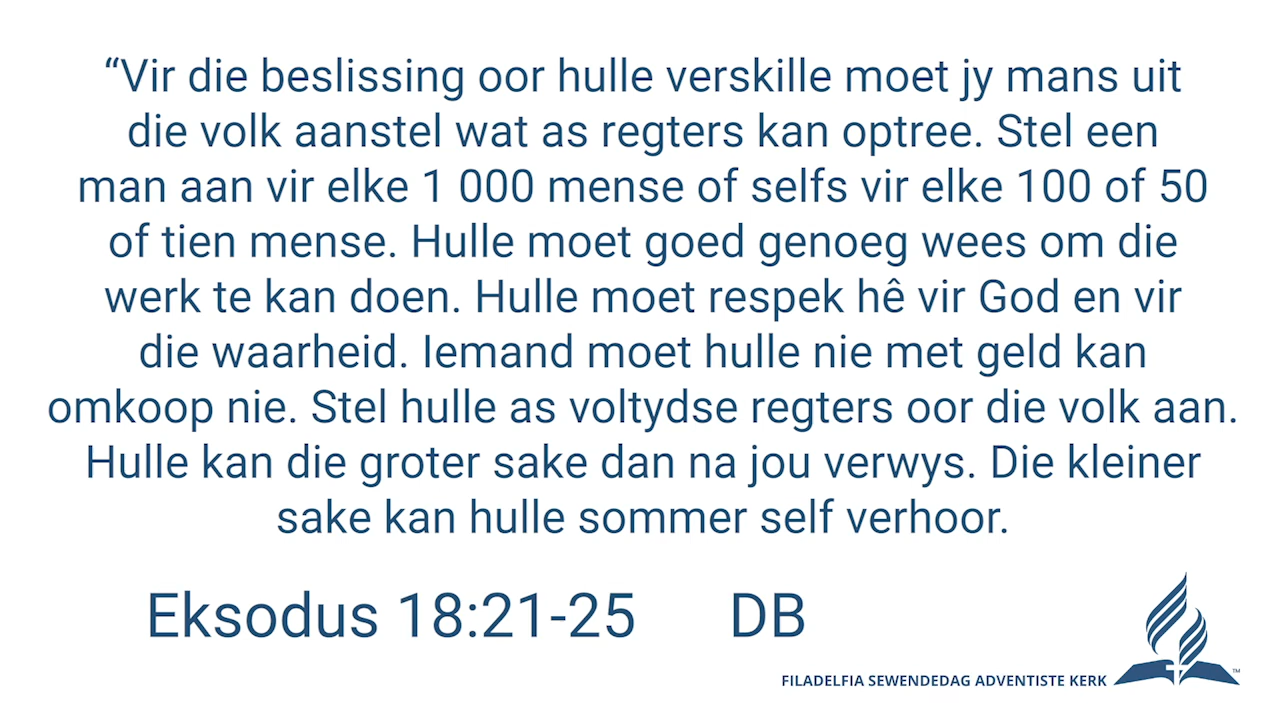 “Vir die beslissing oor hulle verskille moet jy mans uit
die volk aanstel wat as regters kan optree. Stel een
man aan vir elke 1 000 mense of selfs vir elke 100 of 50
of tien mense. Hulle moet goed genoeg wees om die
werk te kan doen. Hulle moet respek hê vir God en vir
die waarheid. Iemand moet hulle nie met geld kan
omkoop nie. Stel hulle as voltydse regters oor die volk aan.
Hulle kan die groter sake dan na jou verwys. Die kleiner
sake kan hulle sommer self verhoor.
Eksodus 18:21-25 DB
FILADELFIA SEWENDEDAG ADVENTISTE KERK
™